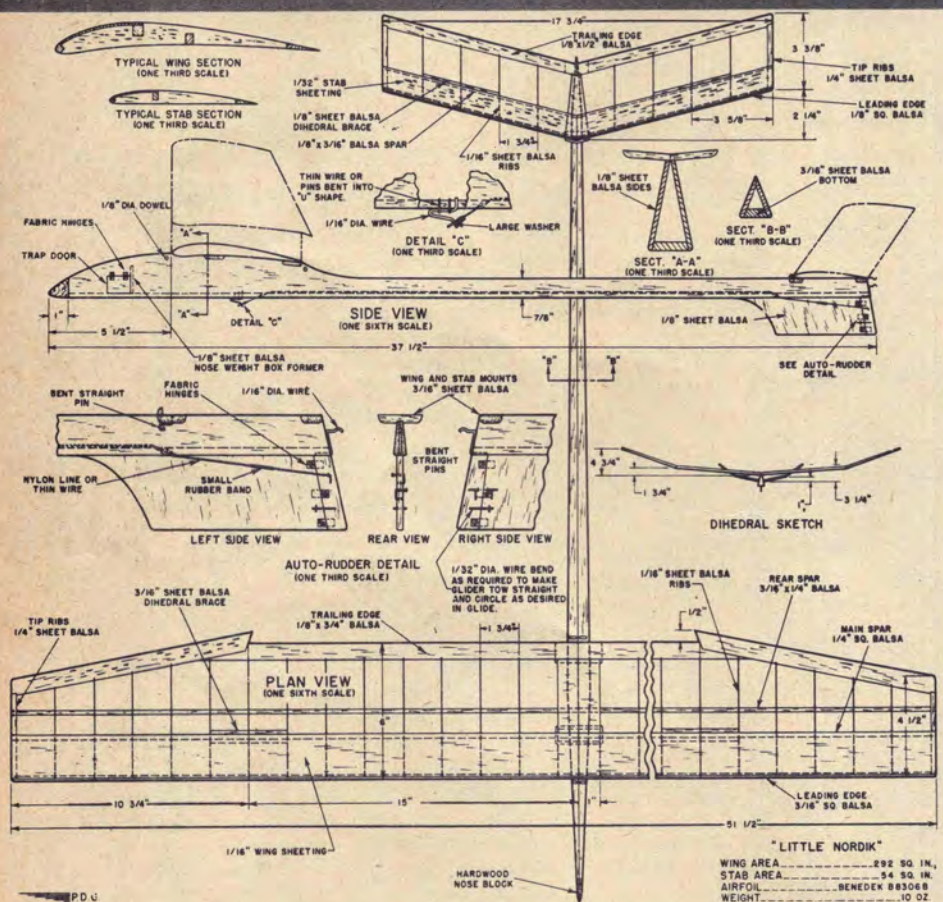 TYPICAL WING SECTION
(ONE THIRD SCALE)
TYPICAL STAB SECTION
(ONE THIRD SCALE)
17 3/4"
TRAILING EDGE
1/8"x1/2" BALSA
3 3/8"
TIP RIBS
1/4" SHEET BALSA
1/32" STAB
SHEETING
1/8" SHEET BALSA
DIHEDRAL BRACE
1/8"x 3/16" BALSA SPAR
1 3/4"
1/16" SHEET BALSA
RIBS
3 5/8"
LEADING EDGE
1/8" SQ. BALSA
2 1/4"
THIN WIRE OR
PINS BENT INTO
"U" SHAPE.
1/16" DIA. WIRE
LARGE WASHER
DETAIL "C"
(ONE THIRD SCALE)
1/8" SHEET
BALSA SIDES
SECT. "A-A"
(ONE THIRD SCALE)
3/16" SHEET BALSA
BOTTOM
SECT. "B-B"
(ONE THIRD SCALE)
1/8" DIA. DOWEL
FABRIC HINGES
TRAP DOOR
"A"
"A"
1"
5 1/2"
DETAIL "C"
SIDE VIEW
(ONE SIXTH SCALE)
7/8"
37 1/2"
1/8" SHEET BALSA
SEE AUTO-RUDDER
DETAIL
1/8" SHEET BALSA
NOSE WEIGHT BOX FORMER
"B"
"B"
BENT STRAIGHT
PIN
FABRIC
HINGES
1/16" DIA. WIRE
WING AND STAB MOUNTS
3/16" SHEET BALSA
BENT
STRAIGHT
PINS
NYLON LINE OR
THIN WIRE
SMALL
RUBBER BAND
LEFT SIDE VIEW
REAR VIEW
RIGHT SIDE VIEW
AUTO-RUDDER DETAIL
(ONE THIRD SCALE)
1/32" DIA. WIRE BEND
AS REQUIRED TO MAKE
GLIDER TOW STRAIGHT
AND CIRCLE AS DESIRED
IN GLIDE.
4 3/4"
1 3/4"
1"
3 1/4"
DIHEDRAL SKETCH
3/16" SHEET BALSA
DIHEDRAL BRACE
TIP RIBS
1/4" SHEET BALSA
TRAILING EDGE
1/8"x 3/4" BALSA
1 3/4"
1/16" SHEET BALSA
RIBS
1/2"
REAR SPAR
3/16"x1/4" BALSA
MAIN SPAR
1/4" SQ. BALSA
PLAN VIEW
(ONE SIXTH SCALE)
6"
4 1/2"
10 3/4"
15"
1"
LEADING EDGE
3/16" SQ. BALSA
51 1/2"
1/16" WING SHEETING
HARDWOOD
NOSE BLOCK
"LITTLE NORDIK"
WING AREA 292 SQ. IN.
STAB AREA 54 SQ. IN.
AIRFOIL BENEDEK B8306B
WEIGHT 10 OZ.
P.D.G.